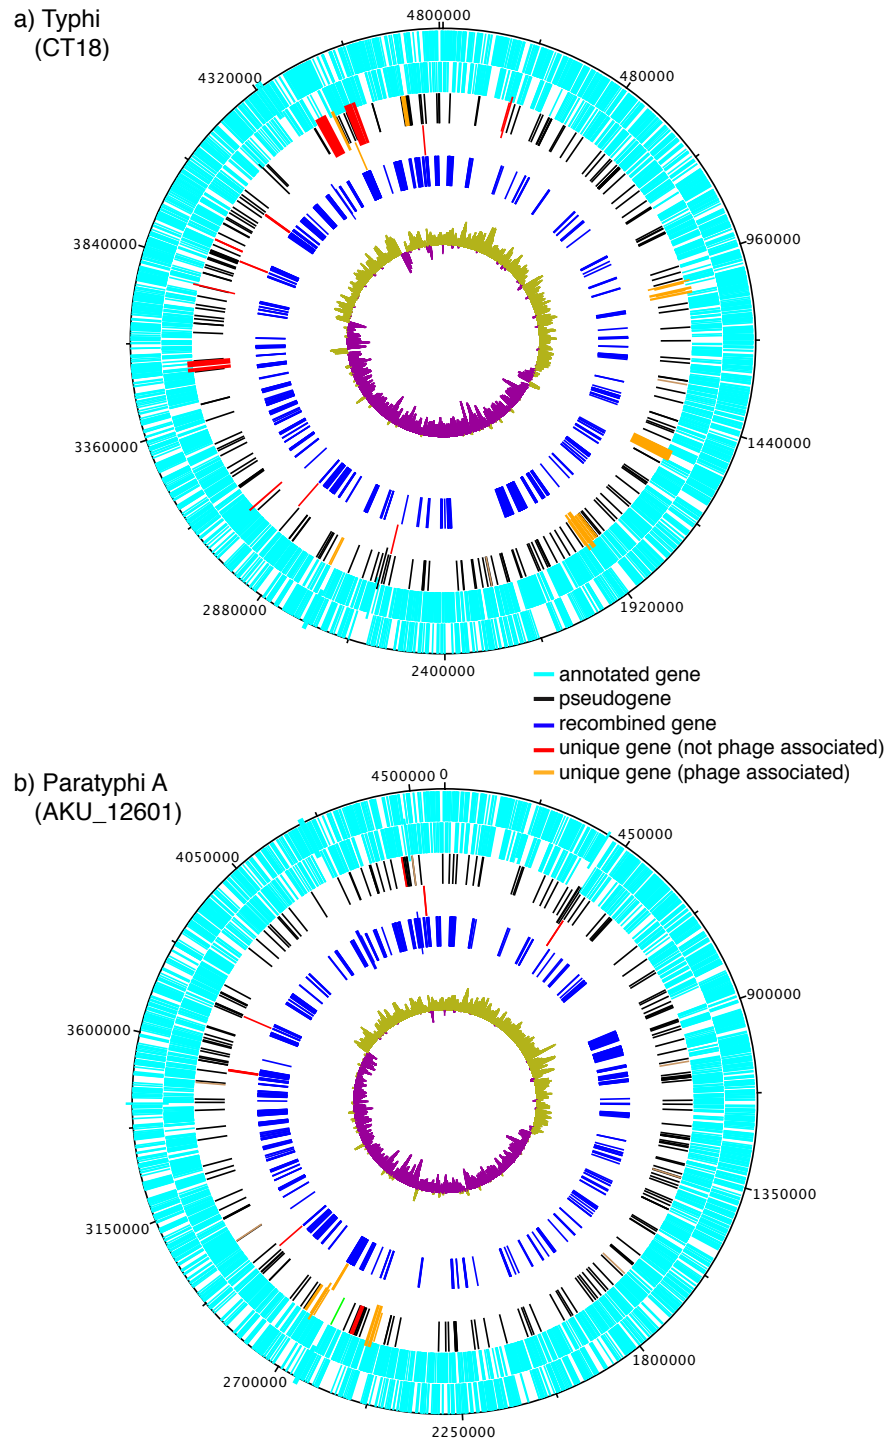 a) Typhi
(CT18)
4800000
480000
960000
1440000
1920000
2400000
2880000
3360000
3840000
4320000
annotated gene
pseudogene
recombined gene
unique gene (not phage associated)
unique gene (phage associated)
b) Paratyphi A
(AKU_12601)
4500000 0
450000
900000
1350000
1800000
2250000
2700000
3150000
3600000
4050000